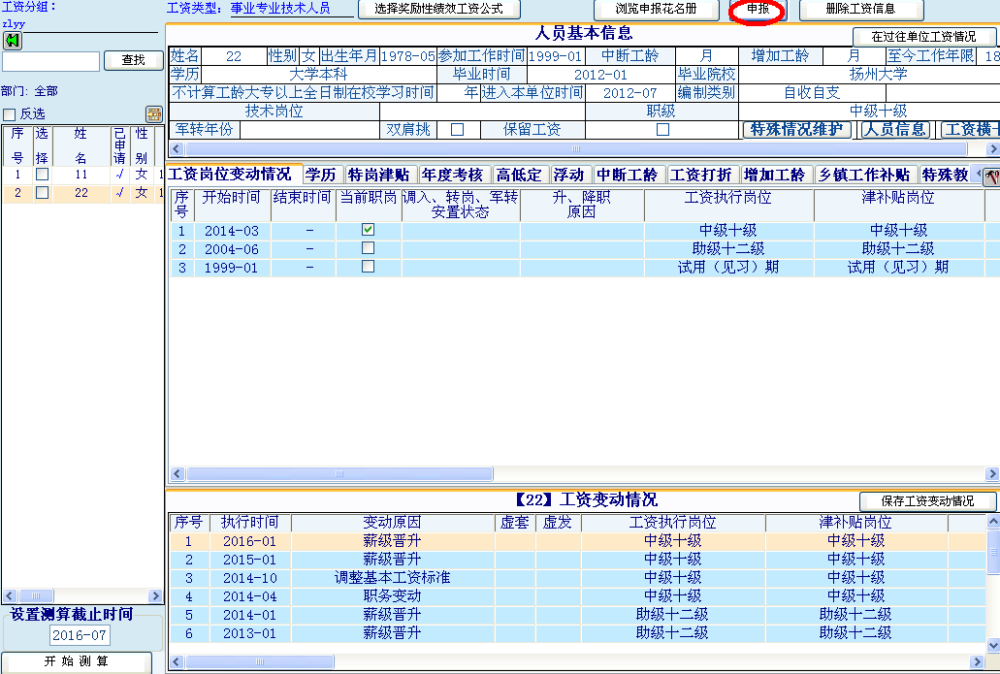 工资分组：
zlyy
查找
部门：全部
反选
序号 选择 姓名 已申请 性别
1 11 √ 女 1
2 22 √ 女 1
设置测算截止时间
2016-07
开 始 测 算
工资类型： 事业专业技术人员 选择奖励性绩效工资公式 浏览申报花名册 申报 删除工资信息
人员基本信息 在过往单位工资情况
姓名 22 性别 女 出生年月 1978-05 参加工作时间 1999-01 中断工龄 月 增加工龄 月 至今工作年限 18
学历 大学本科 毕业时间 2012-01 毕业院校 扬州大学
不计算工龄大专以上全日制在校学习时间 年 进入本单位时间 2012-07 编制类别 自收自支
技术岗位 职级 中级十级
军转年份 双肩挑 保留工资 特殊情况维护 人员信息 工资横卡
工资岗位变动情况 学历 特岗津贴 年度考核 高低定 浮动 中断工龄 工资打折 增加工龄 乡镇工作补贴 特殊教
序号 开始时间 结束时间 当前职岗 调入、转岗、军转安置状态 升、降职原因 工资执行岗位 津补贴岗位
1 2014-03 - 中级十级 中级十级
2 2004-06 - 助级十二级 助级十二级
3 1999-01 - 试用（见习）期 试用（见习）期
【22】工资变动情况 保存工资变动情况
序号 执行时间 变动原因 虚套 虚发 工资执行岗位 津补贴岗位
1 2016-01 薪级晋升 中级十级 中级十级
2 2015-01 薪级晋升 中级十级 中级十级
3 2014-10 调整基本工资标准 中级十级 中级十级
4 2014-04 职务变动 中级十级 中级十级
5 2014-01 薪级晋升 助级十二级 助级十二级
6 2013-01 薪级晋升 助级十二级 助级十二级